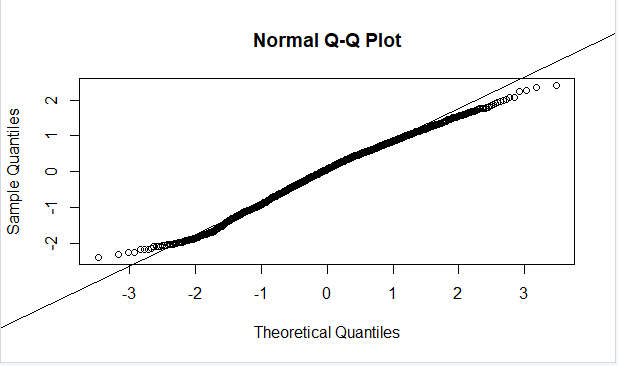 Normal Q-Q Plot
Sample Quantiles
2
1
0
-1
-2
-3 -2 -1 0 1 2 3
Theoretical Quantiles